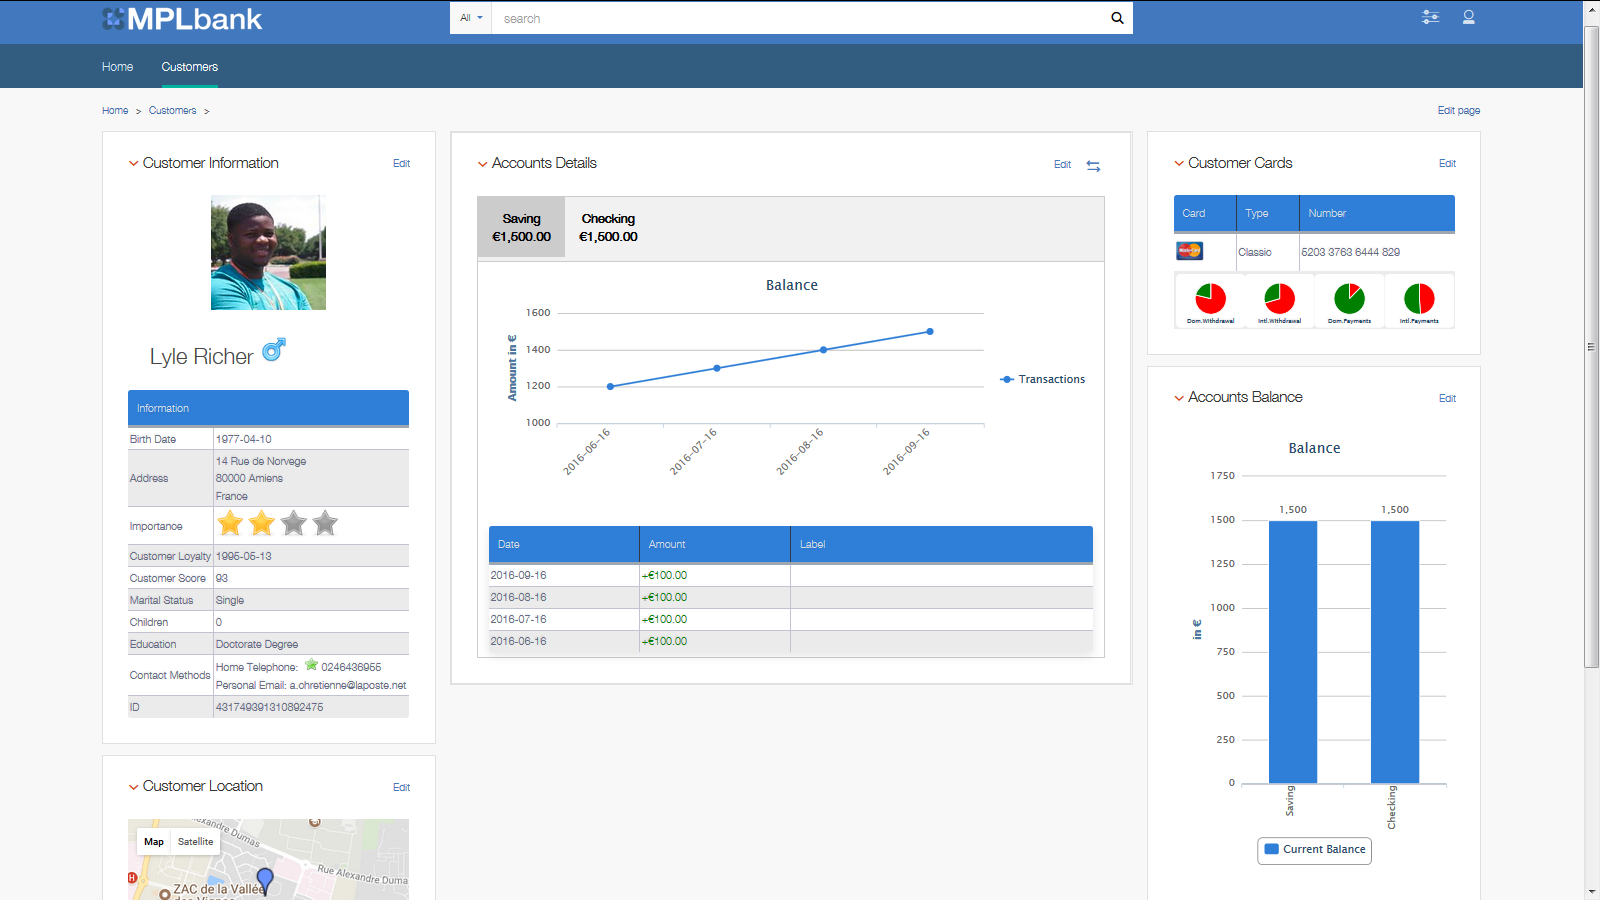 MPLbank
All
search
Home
Customers
Home > Customers >
Edit page
Customer Information
Edit
Lyle Richer
Information
Birth Date 1977-04-10
Address
14 Rue de Norvege
80000 Amiens
France
Importance
Customer Loyalty 1995-05-13
Customer Score 93
Marital Status Single
Children 0
Education Doctorate Degree
Contact Methods
Home Telephone: 0246436955
Personal Email: a.chretienne@laposte.net
ID 431749391310892475
Customer Location
Edit
Map
Satellite
Alexandre Dumas
Rue Alexandre Duma
H
ZAC de la Vallée
des Vignes
Accounts Details
Edit
Saving
€1,500.00
Checking
€1,500.00
Balance
Amount in €
1600
1400
1200
1000
2016-06-16
2016-07-16
2016-08-16
2016-09-16
Transactions
Date Amount Label
2016-09-16 +€100.00
2016-08-16 +€100.00
2016-07-16 +€100.00
2016-06-16 +€100.00
Customer Cards
Edit
Card Type Number
MasterCard Classic 5203 3763 6444 829
Dom.Withdrawal
Intl.Withdrawal
Dom.Payments
Intl.Payments
Accounts Balance
Edit
Balance
in €
1750
1500
1250
1000
750
500
250
0
1,500
1,500
Saving
Checking
Current Balance